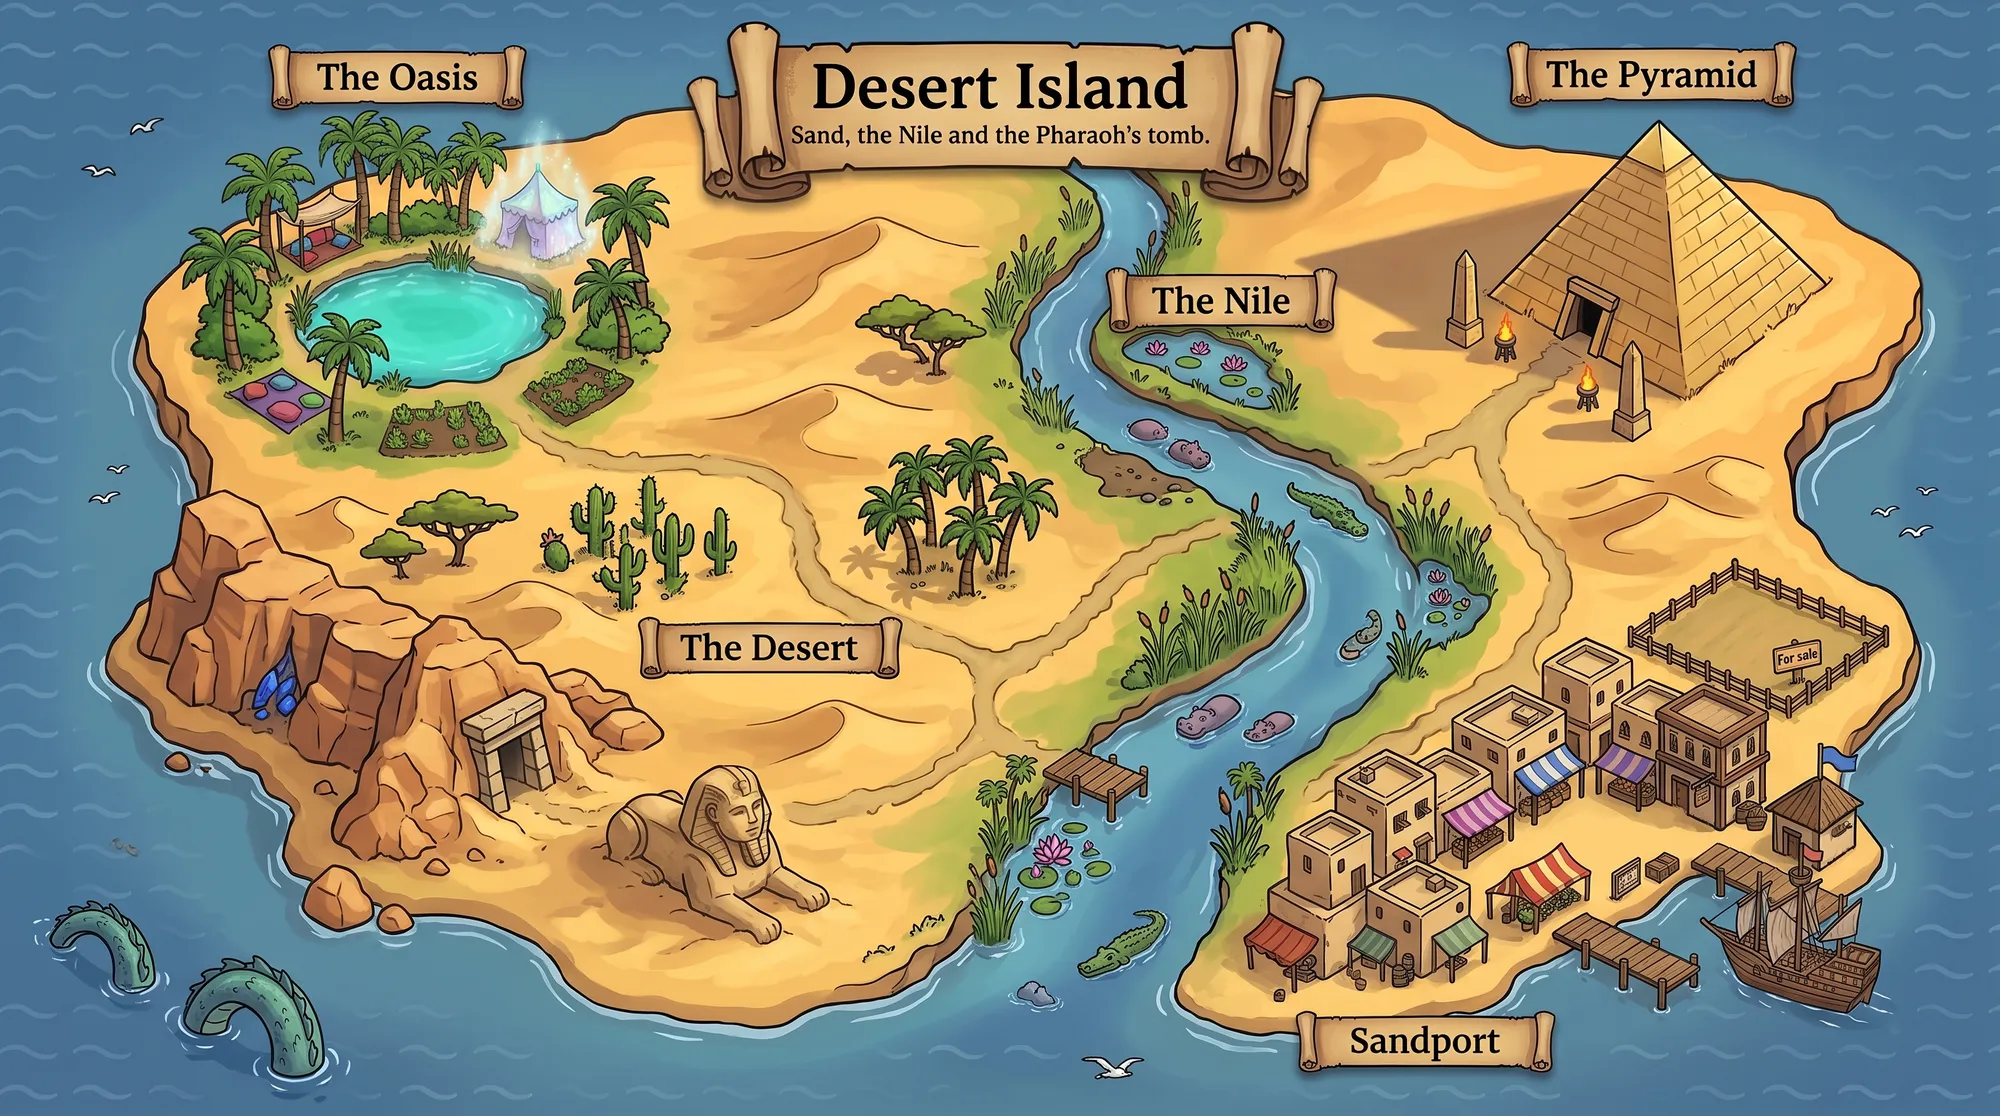 The Oasis
Desert Island
Sand, the Nile and the Pharaoh's tomb.
The Pyramid
The Nile
The Desert
For sale
Sandport